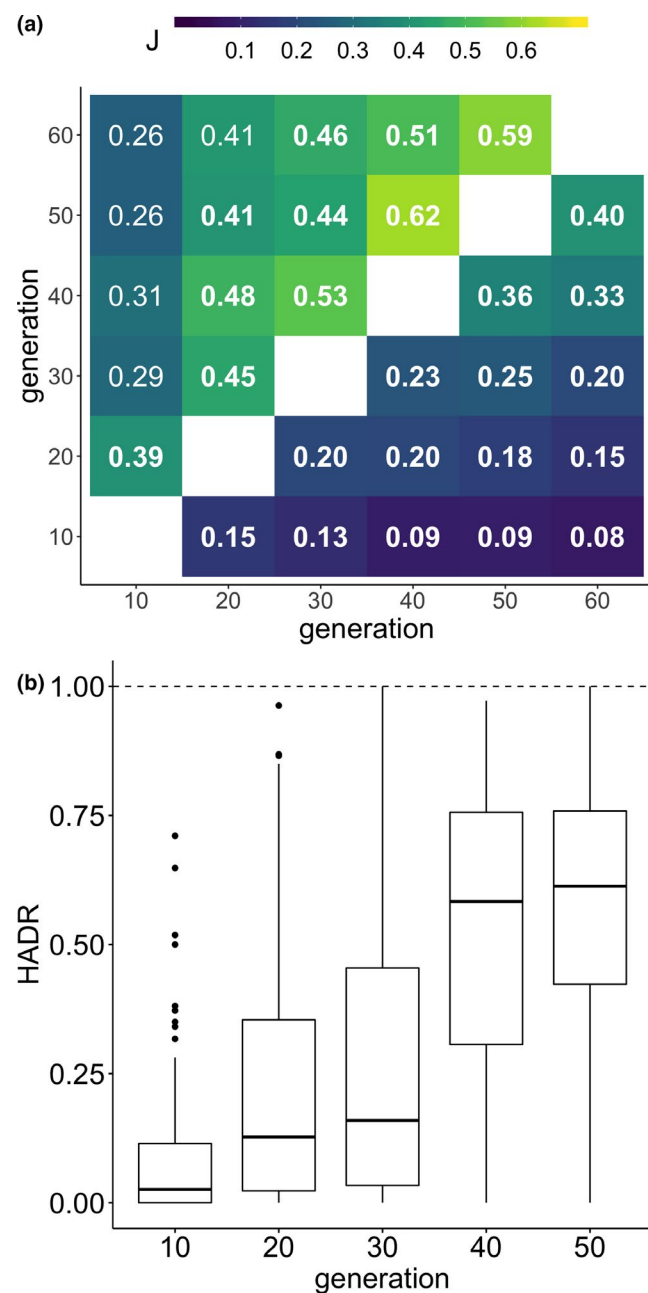 (a)
J 0.1 0.2 0.3 0.4 0.5 0.6
60 0.26 0.41 0.46 0.51 0.59
50 0.26 0.41 0.44 0.62 0.40
40 0.31 0.48 0.53 0.36 0.33
30 0.29 0.45 0.23 0.25 0.20
20 0.39 0.20 0.20 0.18 0.15
10 0.15 0.13 0.09 0.09 0.08
generation
10 20 30 40 50 60
generation
(b)
1.00
0.75
0.50
0.25
0.00
HADR
10 20 30 40 50
generation